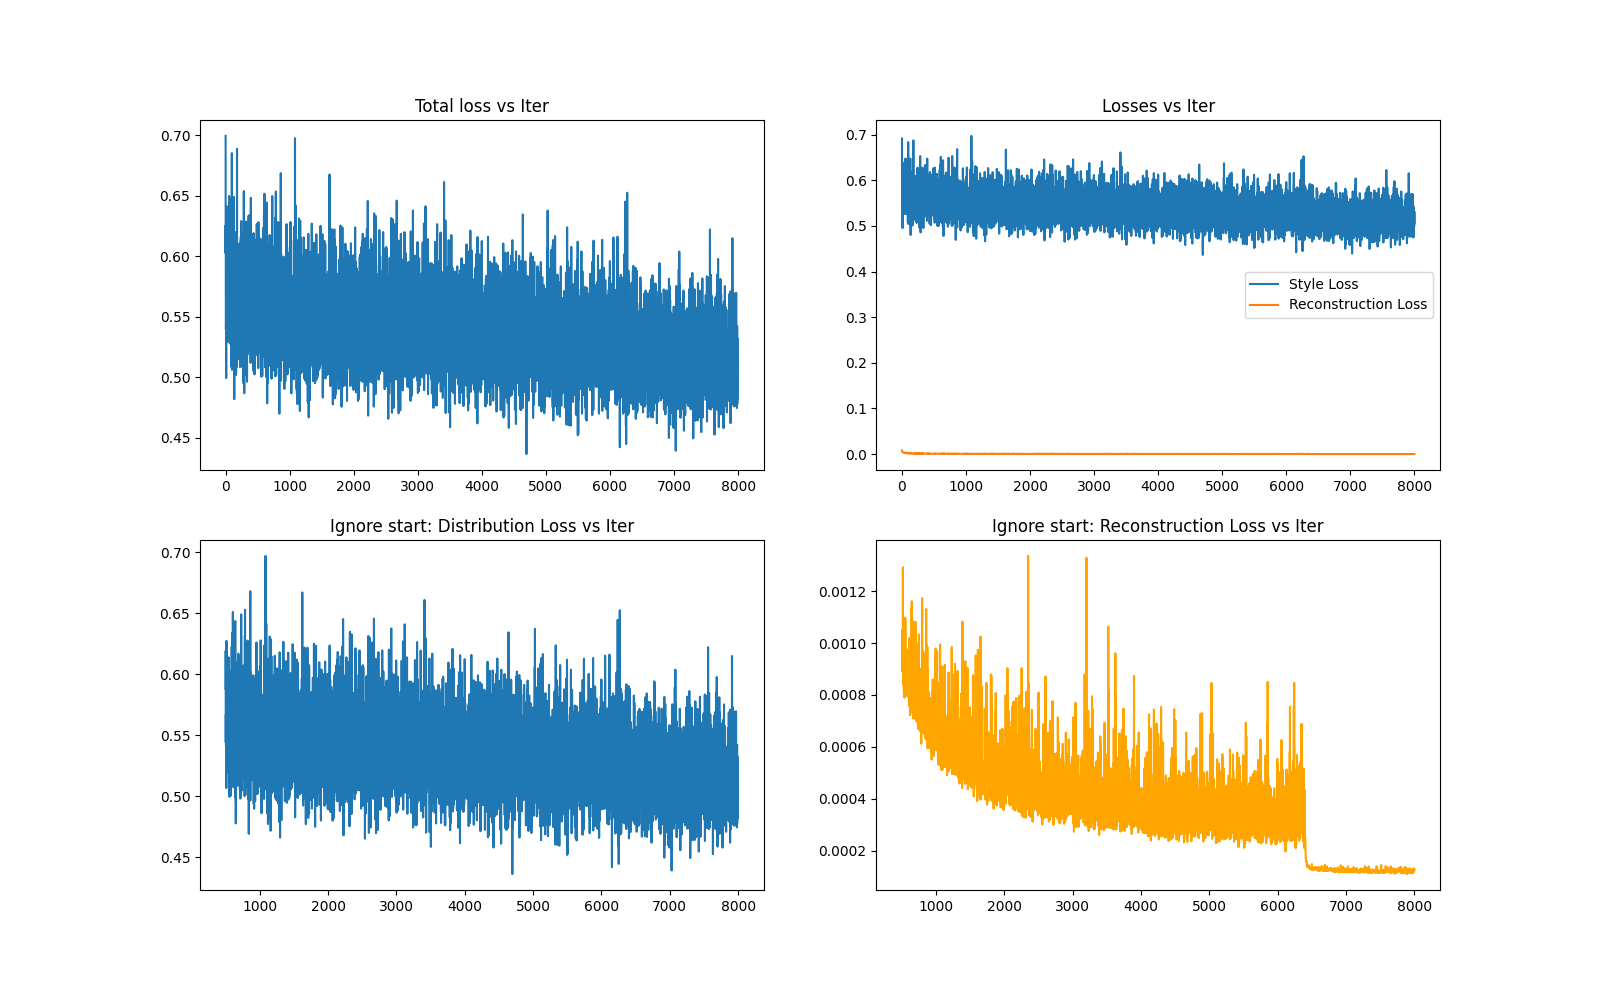 Total loss vs Iter
0.70
0.65
0.60
0.55
0.50
0.45
0 1000 2000 3000 4000 5000 6000 7000 8000
Losses vs Iter
0.7
0.6
0.5
0.4
0.3
0.2
0.1
0.0
Style Loss
Reconstruction Loss
0 1000 2000 3000 4000 5000 6000 7000 8000
Ignore start: Distribution Loss vs Iter
0.70
0.65
0.60
0.55
0.50
0.45
1000 2000 3000 4000 5000 6000 7000 8000
Ignore start: Reconstruction Loss vs Iter
0.0012
0.0010
0.0008
0.0006
0.0004
0.0002
1000 2000 3000 4000 5000 6000 7000 8000